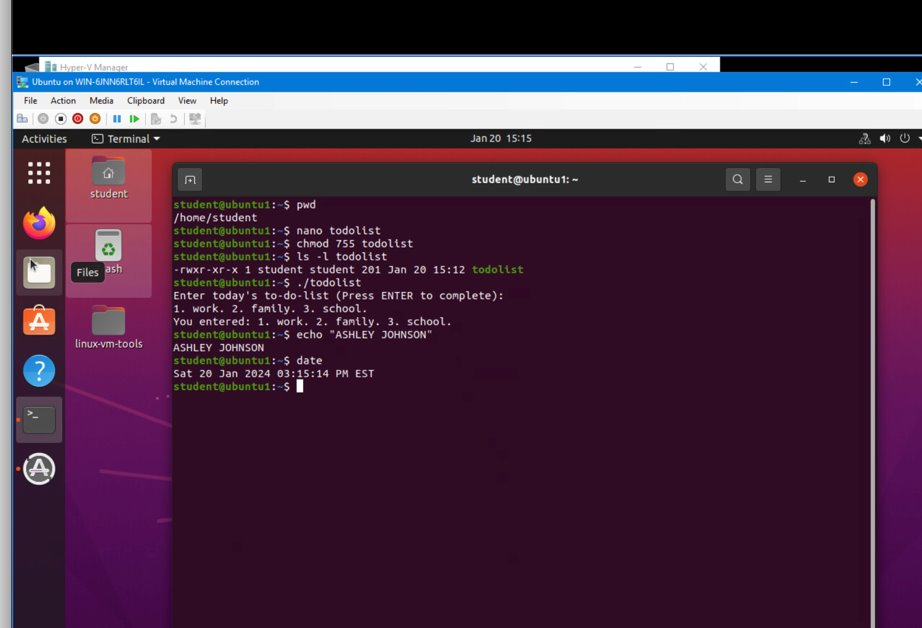 Hyper-V Manager
Ubuntu on WIN-6JNN6RLT6IL - Virtual Machine Connection
File Action Media Clipboard View Help
Activities Terminal Jan 20 15:15
student@ubuntu1: ~
student
student@ubuntu1:~$ pwd
/home/student
student@ubuntu1:~$ nano todolist
student@ubuntu1:~$ chmod 755 todolist
student@ubuntu1:~$ ls -l todolist
-rwxr-xr-x 1 student student 201 Jan 20 15:12 todolist
Files
ash
student@ubuntu1:~$ ./todolist
Enter today's to-do-list (Press ENTER to complete):
1. work. 2. family. 3. school.
You entered: 1. work. 2. family. 3. school.
student@ubuntu1:~$ echo "ASHLEY JOHNSON"
linux-vm-tools
ASHLEY JOHNSON
student@ubuntu1:~$ date
Sat 20 Jan 2024 03:15:14 PM EST
student@ubuntu1:~$